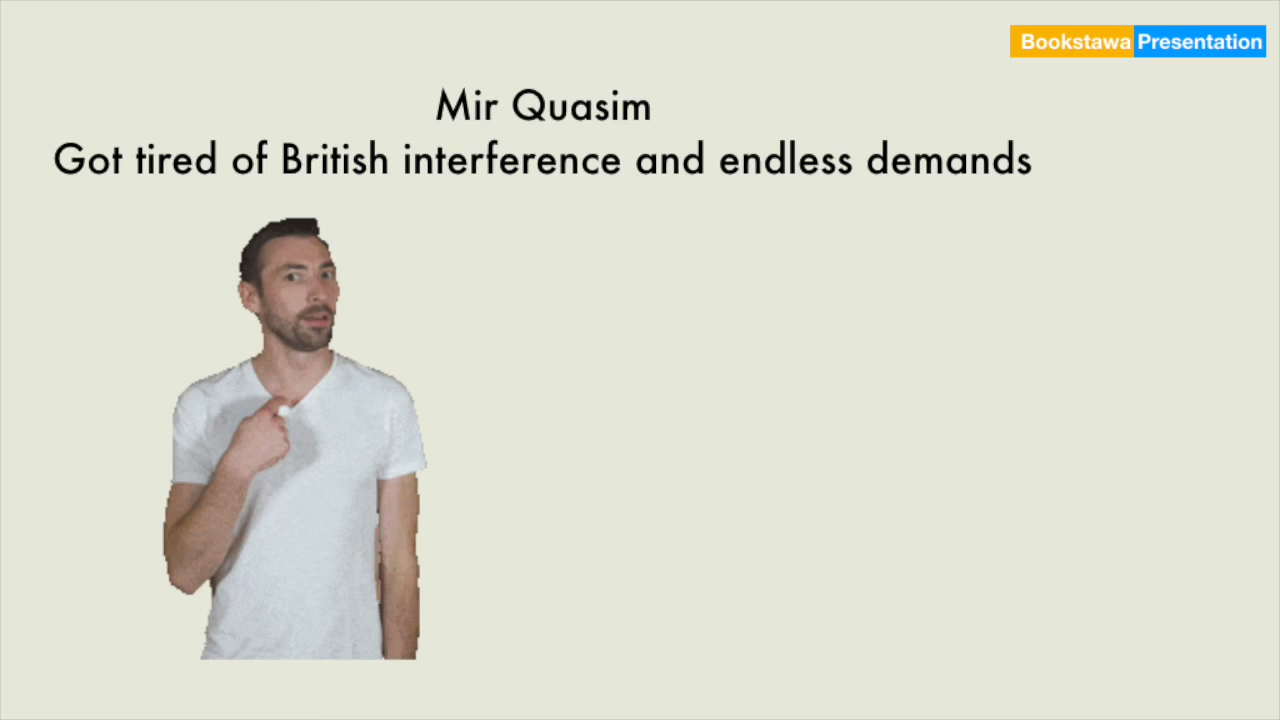 Bookstawa Presentation
Mir Quasim
Got tired of British interference and endless demands